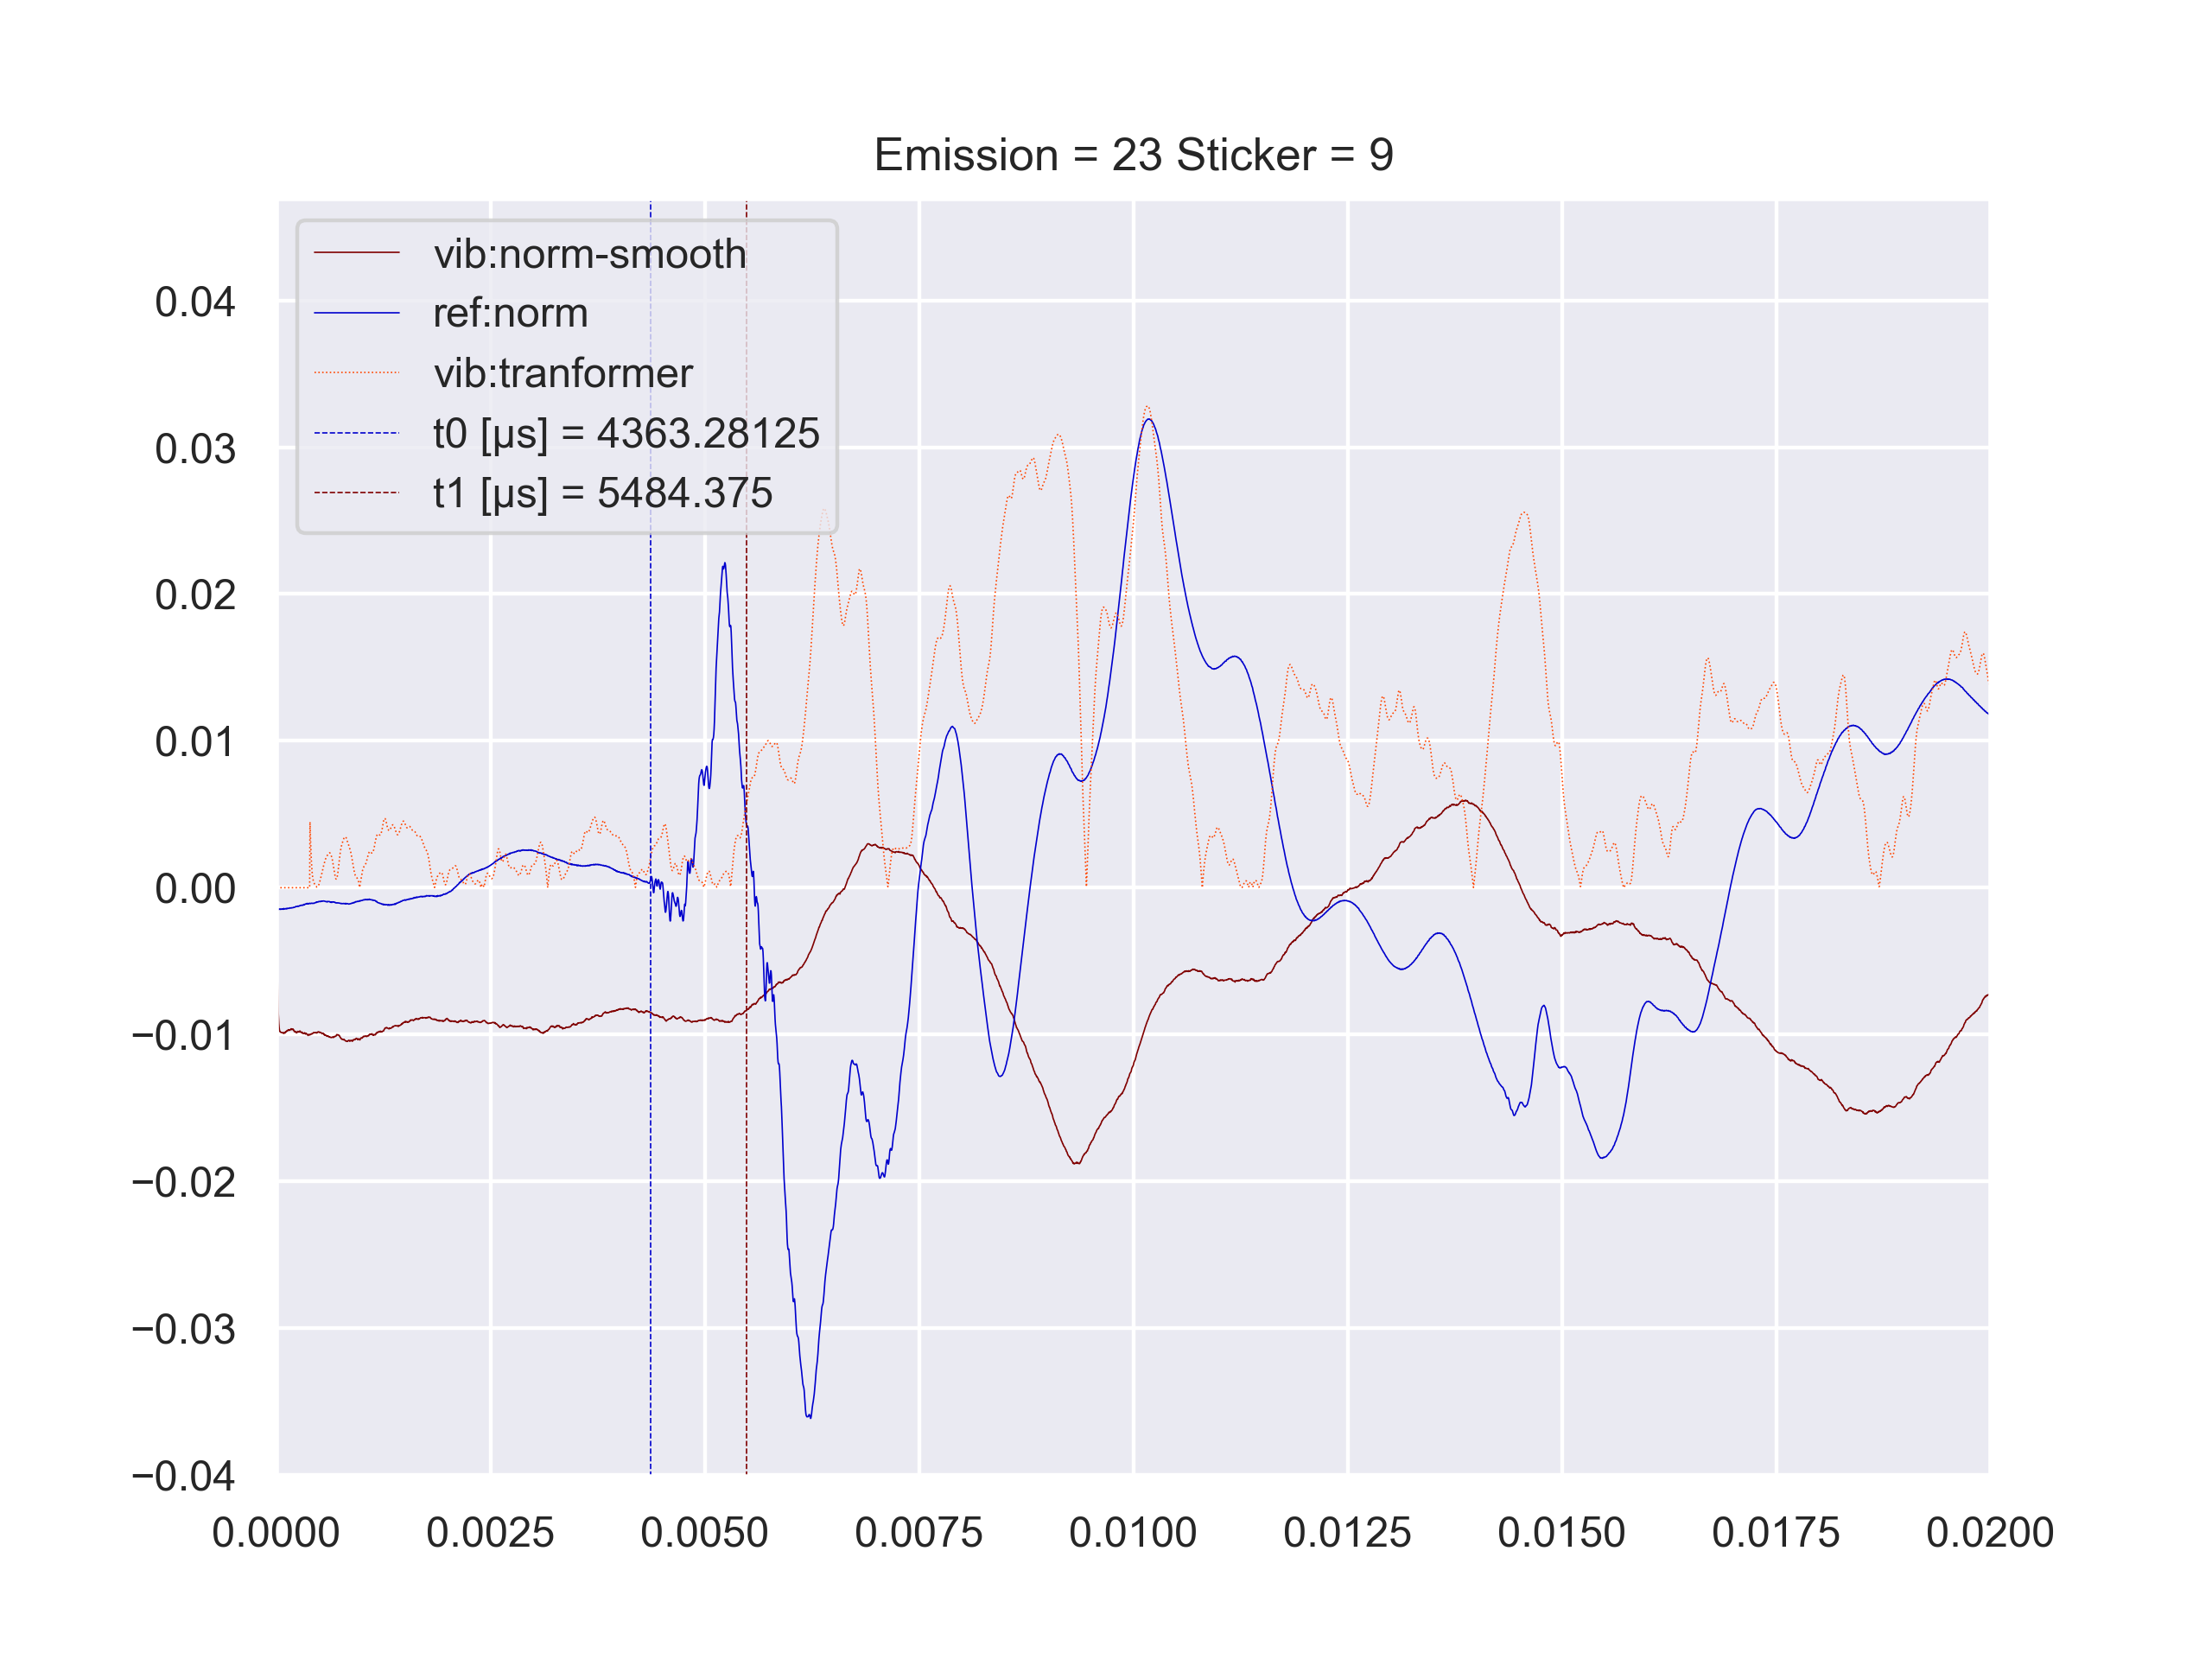 Emission = 23 Sticker = 9
vib:norm-smooth
ref:norm
vib:tranformer
t0 [µs] = 4363.28125
t1 [µs] = 5484.375
0.04
0.03
0.02
0.01
0.00
−0.01
−0.02
−0.03
−0.04
0.0000 0.0025 0.0050 0.0075 0.0100 0.0125 0.0150 0.0175 0.0200